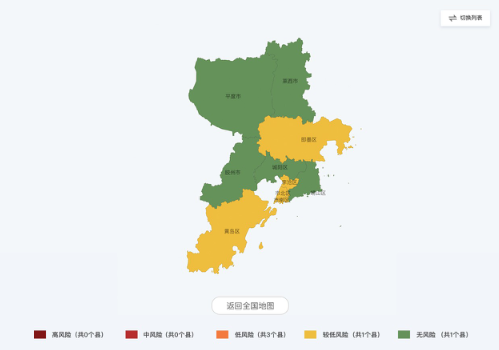 切换列表
莱西市
平度市
即墨区
城阳区
胶州市
黄岛区
返回全国地图
高风险（共0个县）
中风险（共0个县）
低风险（共3个县）
较低风险（共1个县）
无风险 （共1个县）